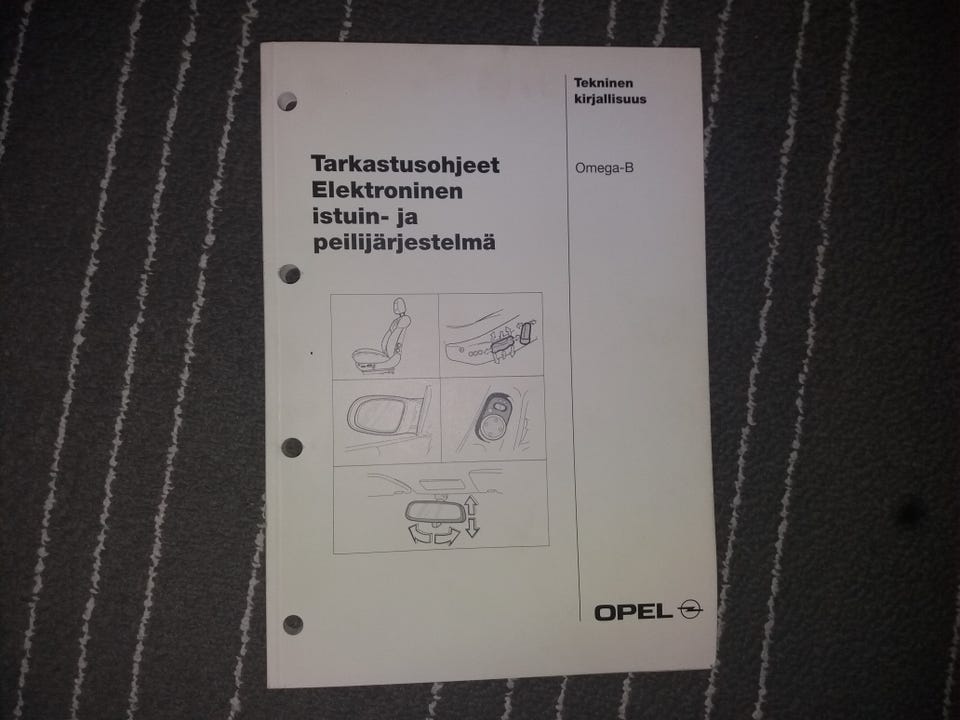 Tekninen
kirjallisuus
Tarkastusohjeet
Elektroninen
istuin- ja
peilijärjestelmä
Omega-B
OPEL